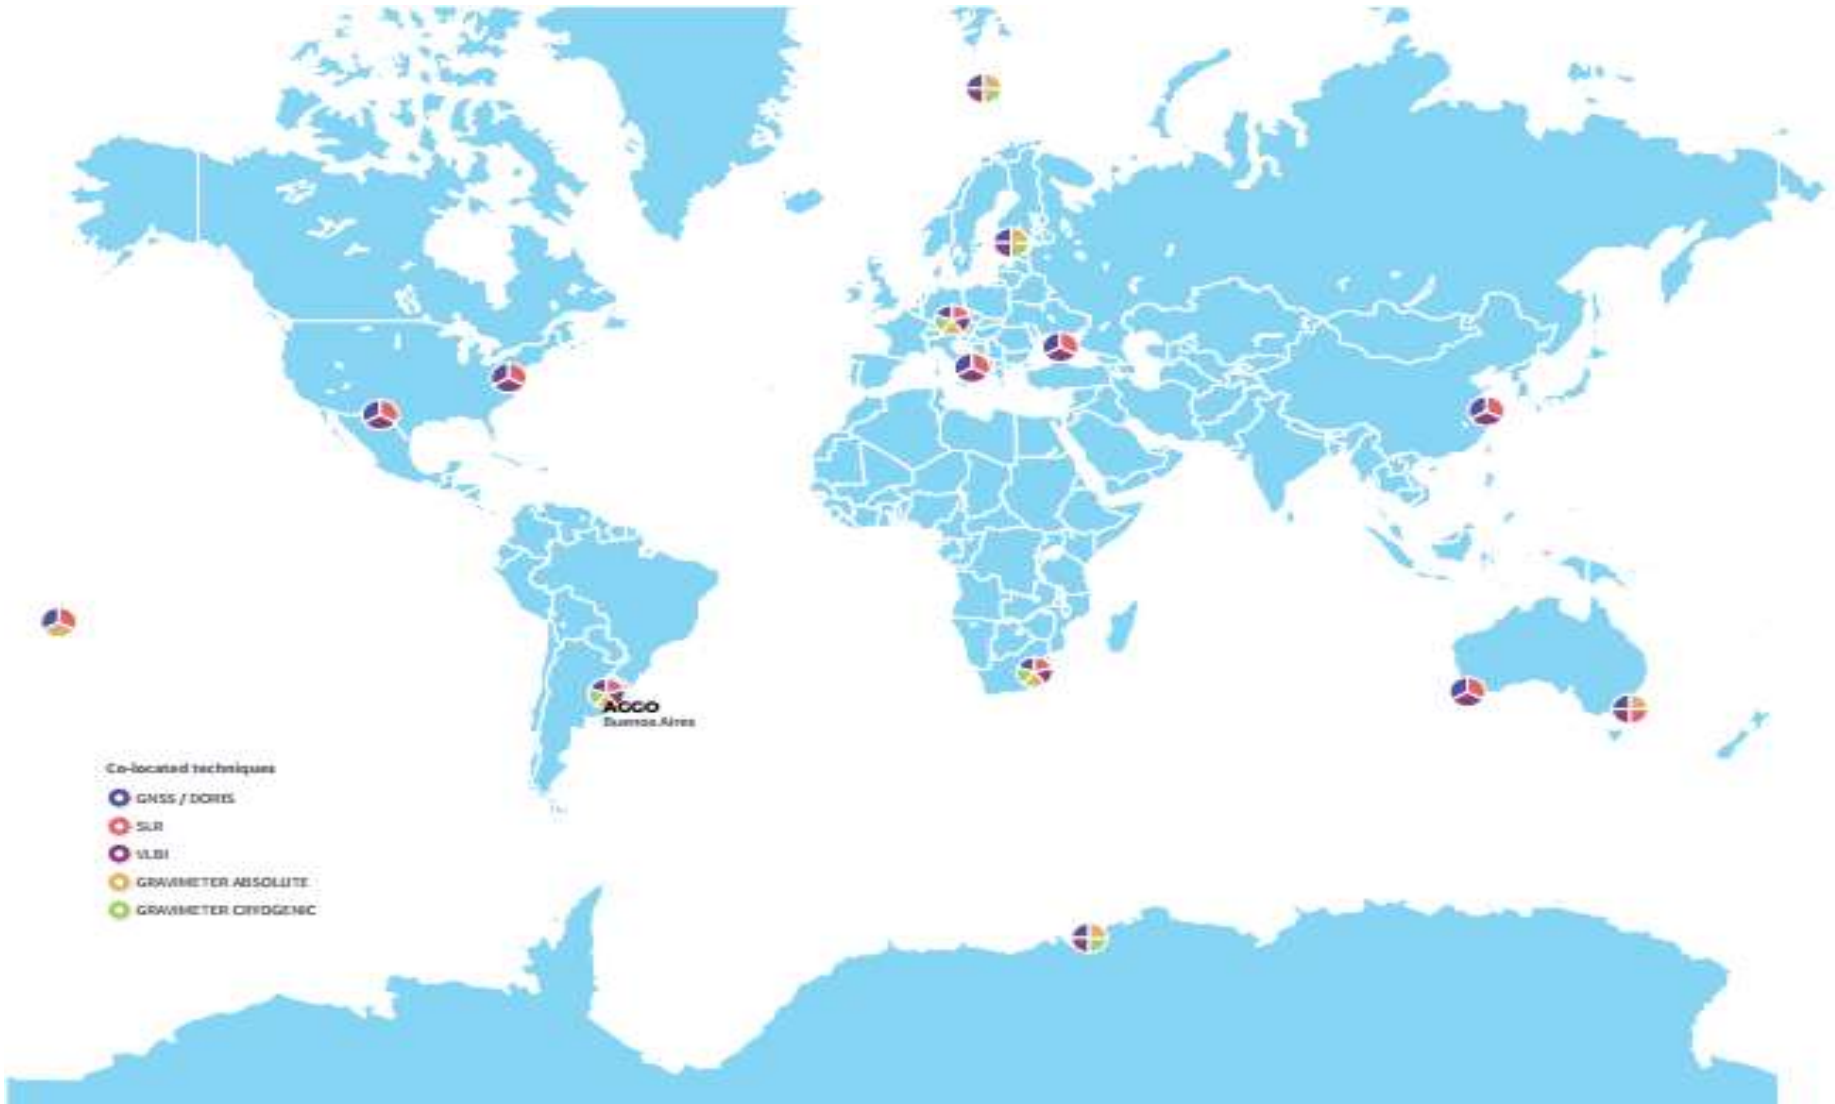 AGGO
Buenos Aires
Co-located techniques
GNSS / DORIS
SLR
VLBI
GRAVIMETER ABSOLUTE
GRAVIMETER CRYOGENIC